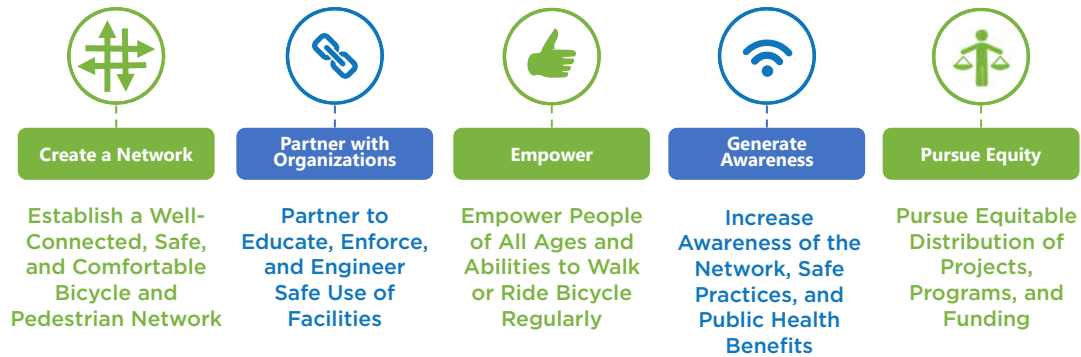 Create a Network
Partner with
Organizations
Empower
Generate
Awareness
Pursue Equity
Establish a Well-
Connected, Safe,
and Comfortable
Bicycle and
Pedestrian Network
Partner to
Educate, Enforce,
and Engineer
Safe Use of
Facilities
Empower People
of All Ages and
Abilities to Walk
or Ride Bicycle
Regularly
Increase
Awareness of the
Network, Safe
Practices, and
Public Health
Benefits
Pursue Equitable
Distribution of
Projects,
Programs, and
Funding